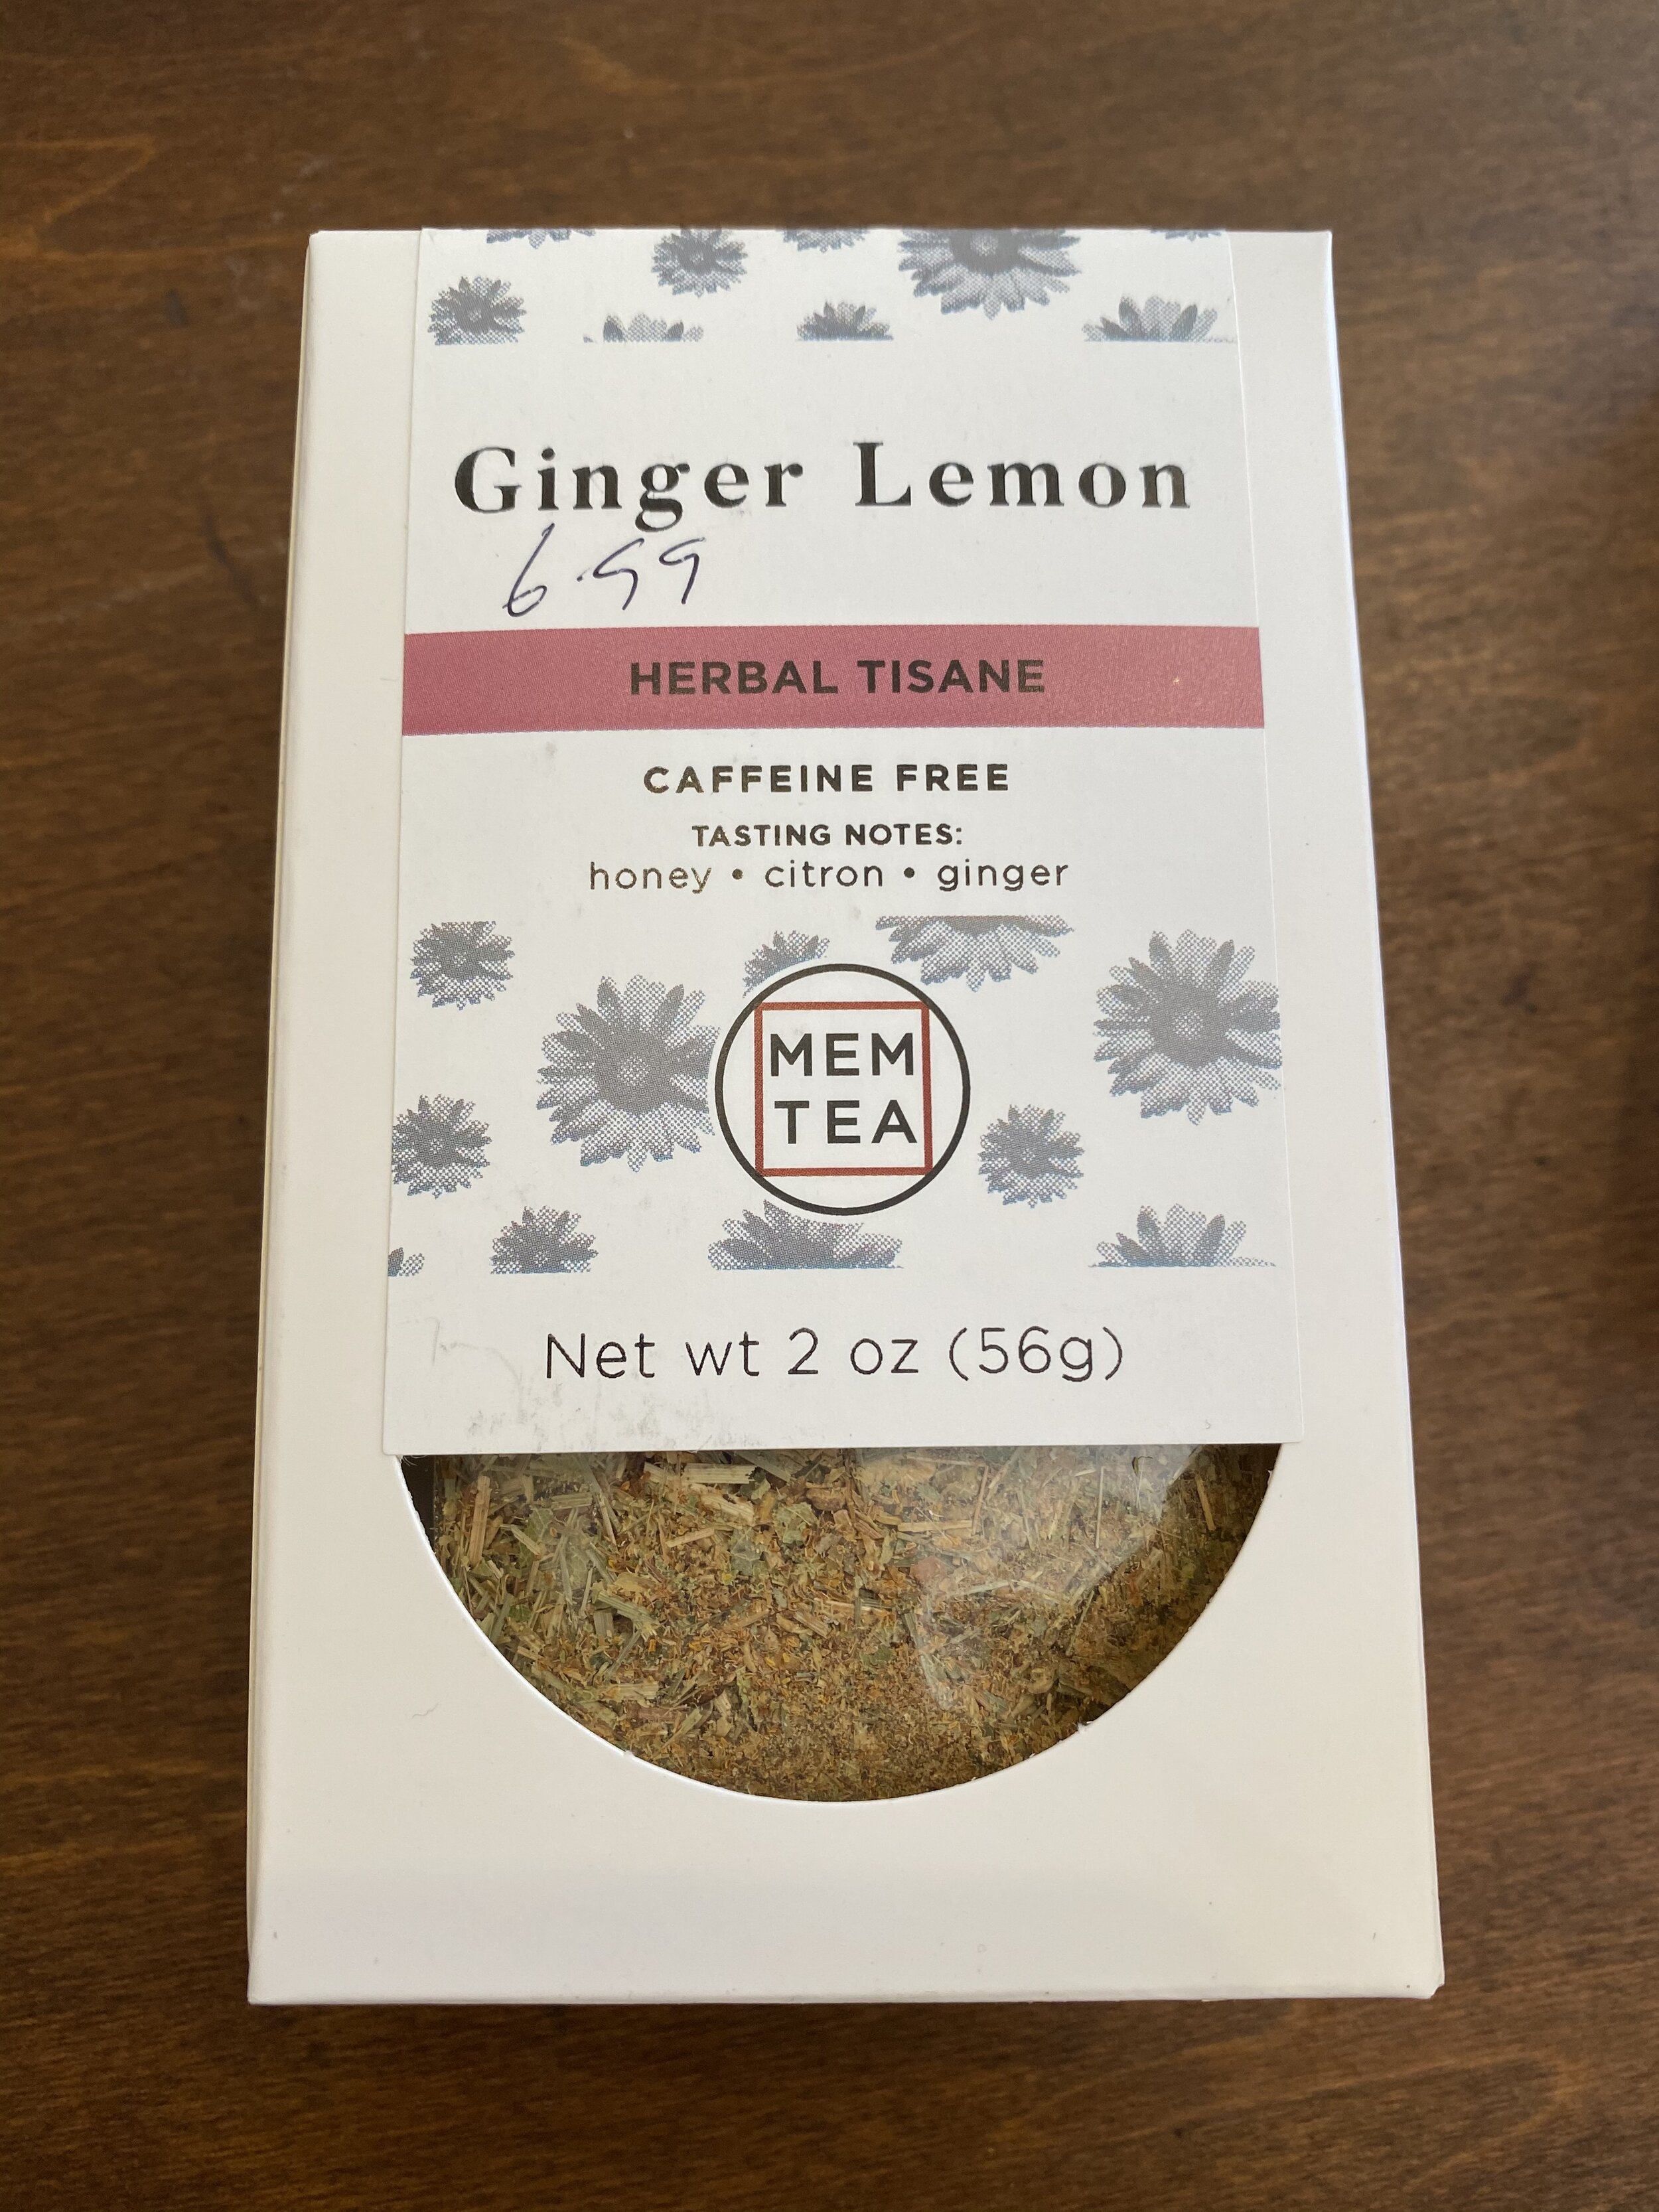 Ginger Lemon
6.99
HERBAL TISANE
CAFFEINE FREE
TASTING NOTES:
honey • citron • ginger
MEM
TEA
Net wt 2 oz (56g)